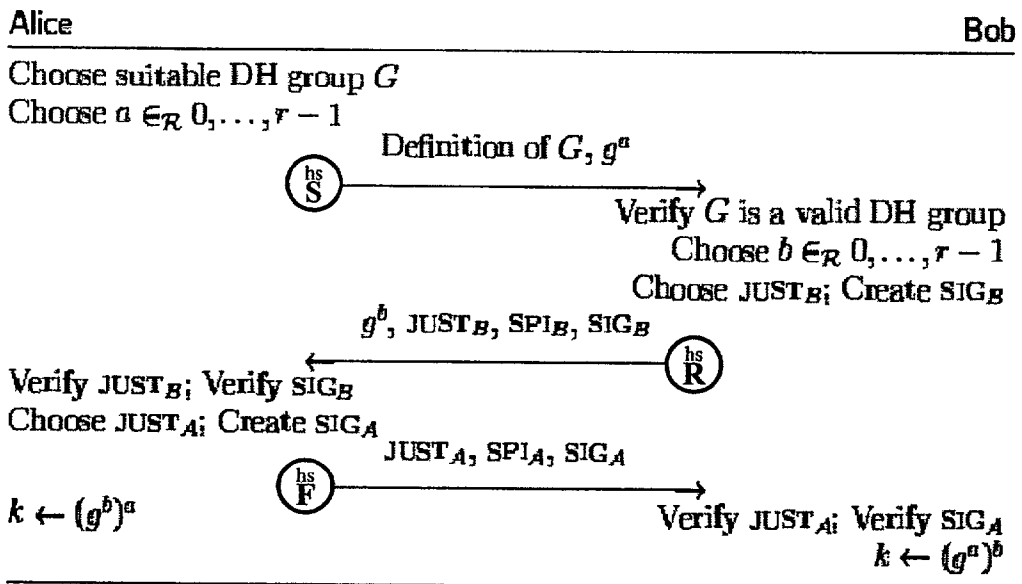 Alice
Bob
Choose suitable DH group G
Choose a ∈_R 0,...,r − 1
Definition of G, g^a
hs
S
Verify G is a valid DH group
Choose b ∈_R 0,...,r − 1
Choose JUST_B; Create SIG_B
g^b, JUST_B, SPI_B, SIG_B
hs
R
Verify JUST_B; Verify SIG_B
Choose JUST_A; Create SIG_A
JUST_A, SPI_A, SIG_A
hs
F
k ← (g^b)^a
Verify JUST_A; Verify SIG_A
k ← (g^a)^b